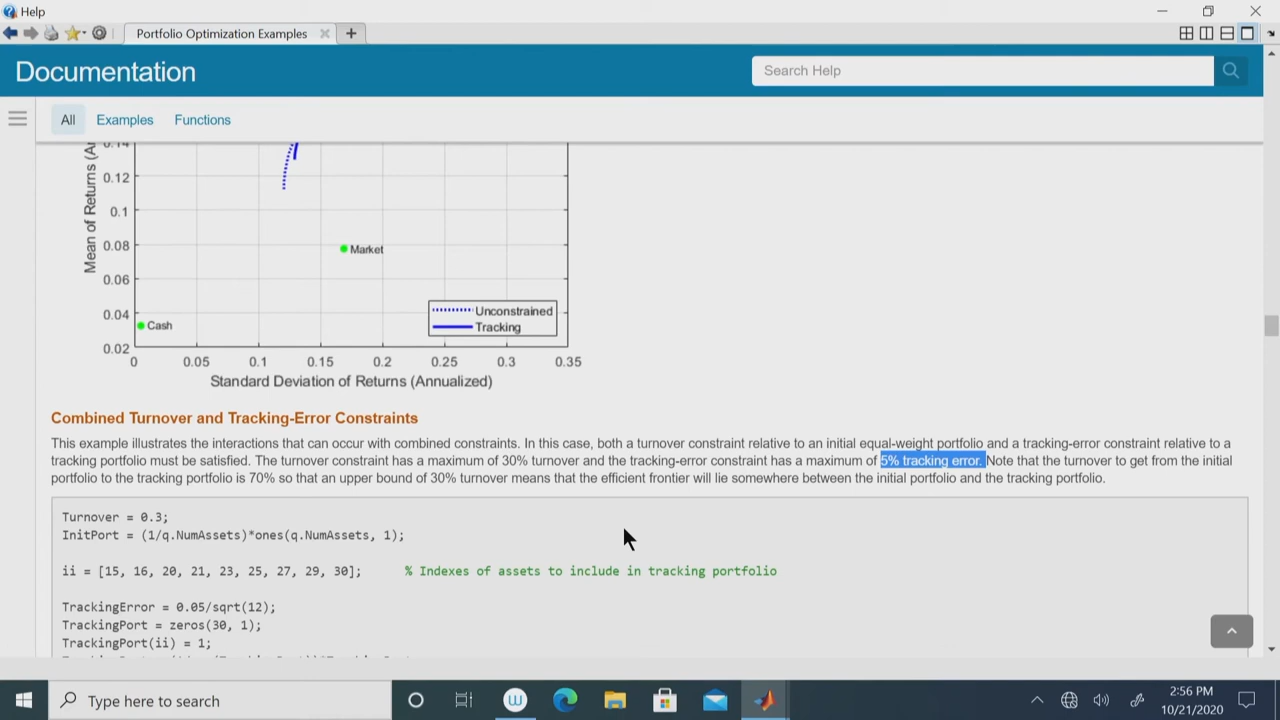 Help
Portfolio Optimization Examples
Documentation
Search Help
All Examples Functions
Mean of Returns (A
0.14
0.12
0.1
0.08
0.06
0.04
0.02
Market
Cash
Unconstrained
Tracking
0 0.05 0.1 0.15 0.2 0.25 0.3 0.35
Standard Deviation of Returns (Annualized)
Combined Turnover and Tracking-Error Constraints
This example illustrates the interactions that can occur with combined constraints. In this case, both a turnover constraint relative to an initial equal-weight portfolio and a tracking-error constraint relative to a
tracking portfolio must be satisfied. The turnover constraint has a maximum of 30% turnover and the tracking-error constraint has a maximum of 5% tracking error. Note that the turnover to get from the initial
portfolio to the tracking portfolio is 70% so that an upper bound of 30% turnover means that the efficient frontier will lie somewhere between the initial portfolio and the tracking portfolio.
Turnover = 0.3;
InitPort = (1/q.NumAssets)*ones(q.NumAssets, 1);
ii = [15, 16, 20, 21, 23, 25, 27, 29, 30]; % Indexes of assets to include in tracking portfolio
TrackingError = 0.05/sqrt(12);
TrackingPort = zeros(30, 1);
TrackingPort(ii) = 1;
Type here to search
2:56 PM
10/21/2020